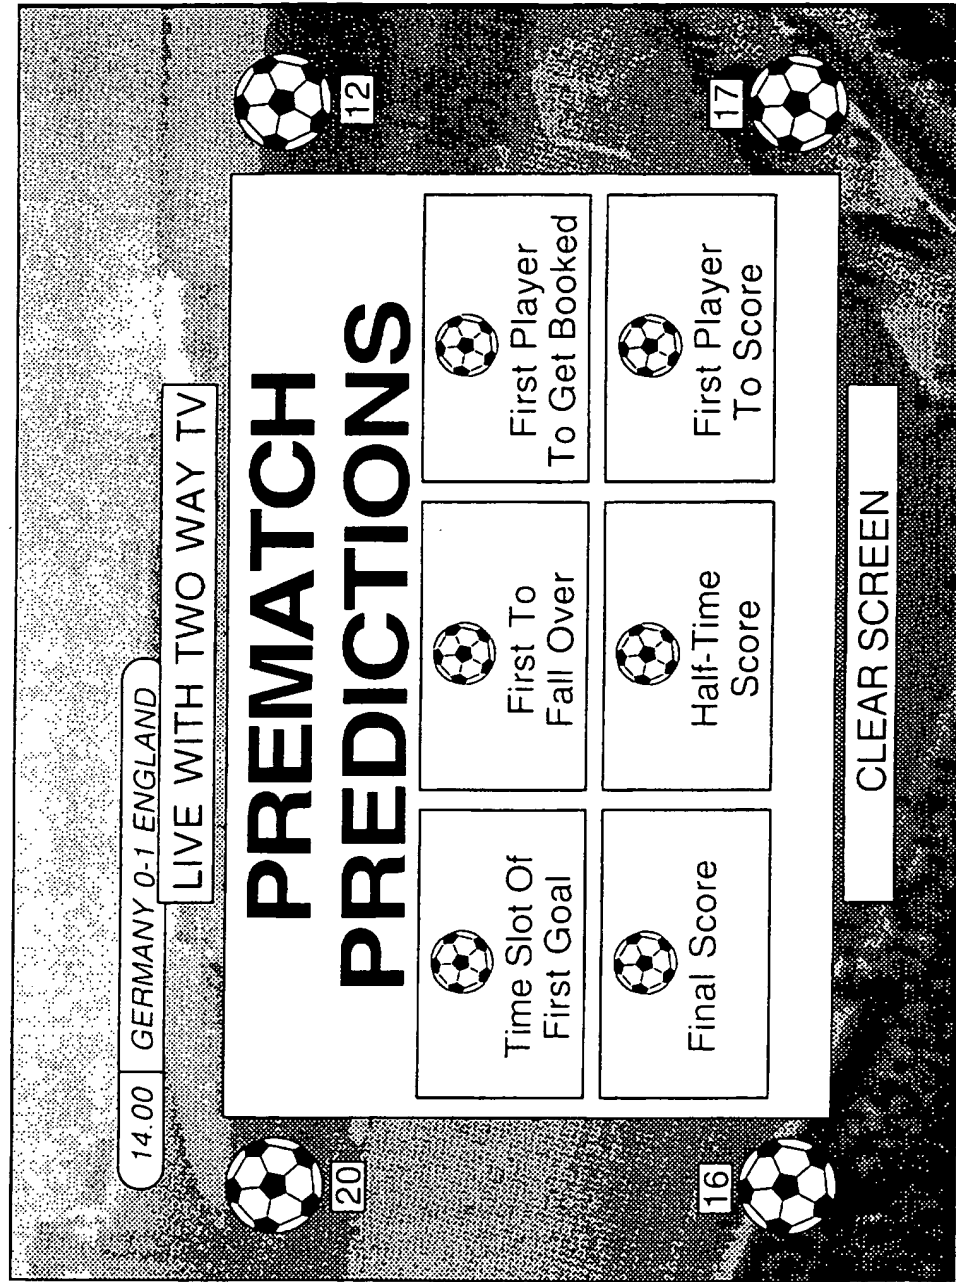 14.00 GERMANY 0-1 ENGLAND
LIVE WITH TWO WAY TV
20
12
PREMATCH
PREDICTIONS
Time Slot Of
First Goal
First To
Fall Over
First Player
To Get Booked
Final Score
Half-Time
Score
First Player
To Score
16
17
CLEAR SCREEN